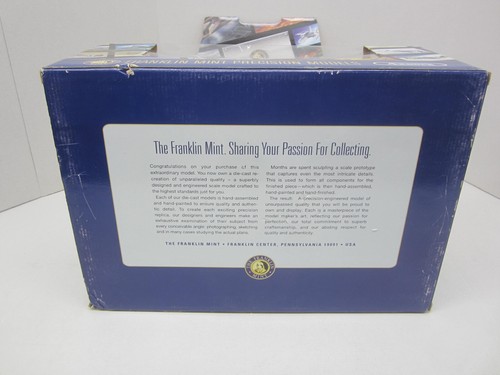 FRANKLIN MINT PRECISION MODELS
The Franklin Mint. Sharing Your Passion For Collecting.
Congratulations on your purchase of this
extraordinary model. You now own a die-cast re-
creation of unparalleled quality – a superbly
designed and engineered scale model crafted to
the highest standards just for you.
Each of our die cast models is hand-assembled
and hand-painted to ensure quality, and authen-
tic detail. To create each exciting precision
replica, our designers and engineers make an
exhaustive examination of their subject from
every conceivable angle: photographing, sketching
and in many cases studying the actual plans.
Months are spent sculpting a scale prototype
that captures even the most intricate details.
This is used to form all components for the
finished piece—which is then hand-assembled,
hand-painted and hand-finished.
The result: A precision-engineered model of
unsurpassed quality that you will be proud to
own and display. Each is a masterpiece of the
model maker's art, reflecting our passion for
perfection, our total commitment to superb
craftsmanship, and our abiding respect for
quality and authenticity.
THE FRANKLIN MINT • FRANKLIN CENTER, PENNSYLVANIA 19091 • USA
THE FRANKLIN
MINT